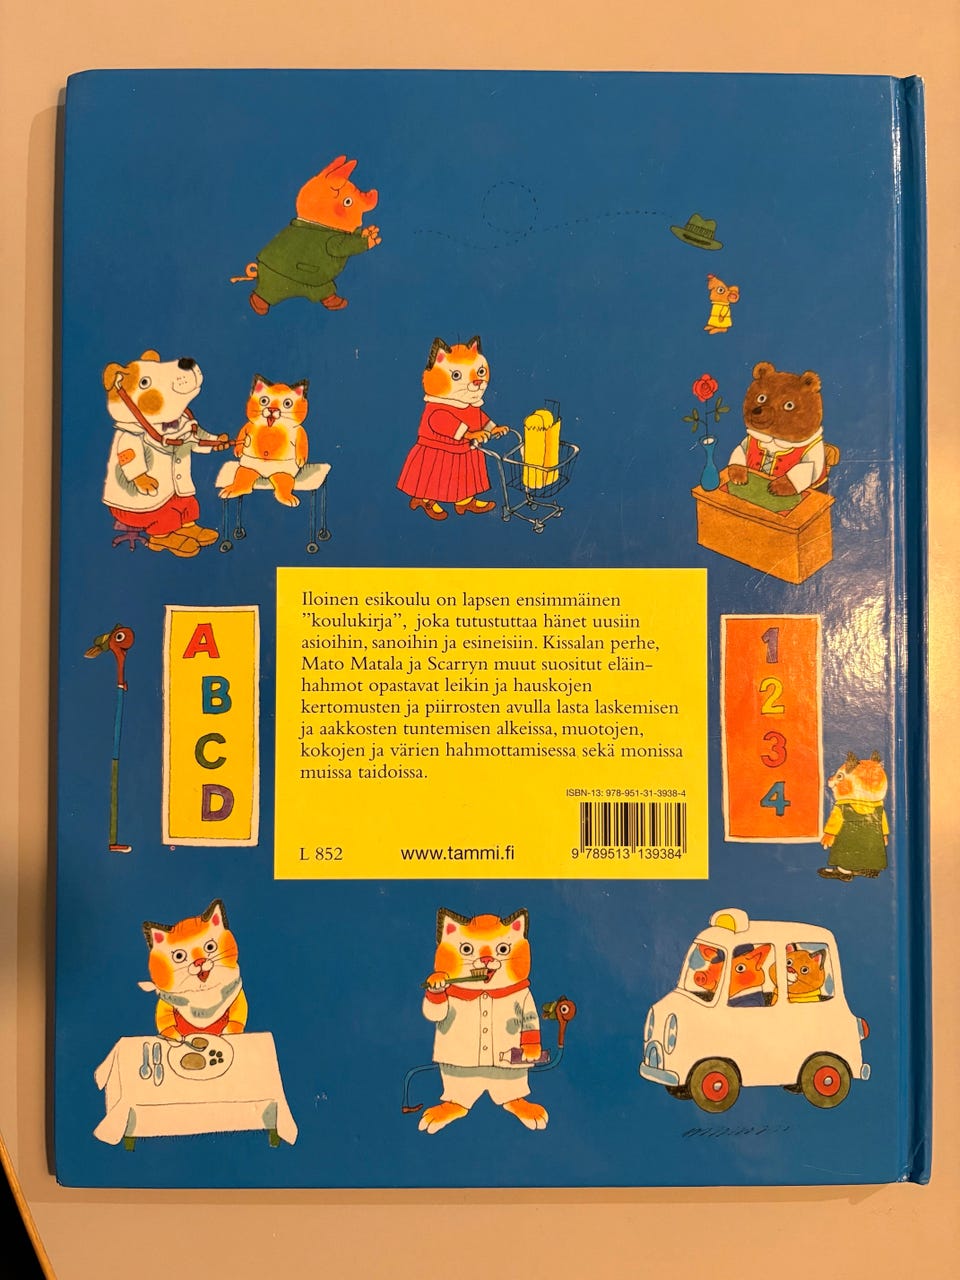 Iloinen esikoulu on lapsen ensimmäinen
”koulukirja”, joka tutustuttaa hänet uusiin
asioihin, sanoihin ja esineisiin. Kissalan perhe,
Mato Matala ja Scarryn muut suositut eläin-
hahmot opastavat leikin ja hauskojen
kertomusten ja piirrosten avulla lasta laskemisen
ja aakkosten tuntemisen alkeissa, muotojen,
kokojen ja värien hahmottamisessa sekä monissa
muissa taidoissa.
ISBN-13: 978-951-31-3938-4
L 852
www.tammi.fi
9 789513 139384
A
B
C
D
1
2
3
4